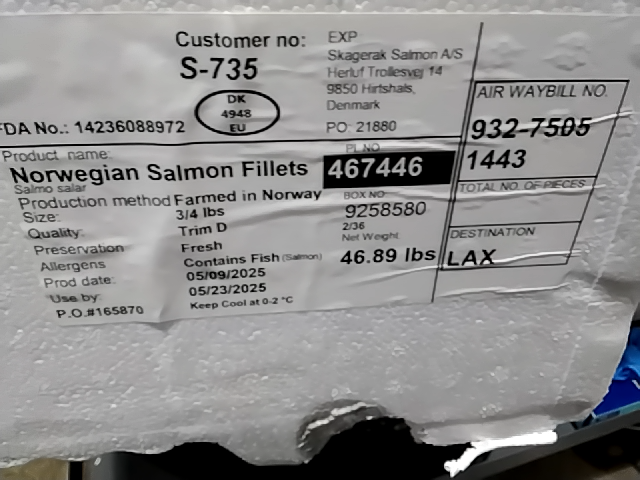 Customer no:
S-735
DK
4948
EU
FDA No.: 14236088972
EXP
Skagerak Salmon A/S
Herluf Trollesvej 14
9850 Hirtshals,
Denmark
PO: 21880
AIR WAYBILL NO.
932-7505
1443
TOTAL NO. OF PIECES
DESTINATION
LAX
Product name:
Norwegian Salmon Fillets
Salmo salar
Production method Farmed in Norway
Size: 3/4 lbs
Quality: Trim D
Preservation Fresh
Allergens Contains Fish (Salmon)
Prod date: 05/09/2025
Use by: 05/23/2025
P.O.#165870 Keep Cool at 0-2 °C
PL NO
467446
BOX NO
9258580
2/36
Net Weight
46.89 lbs